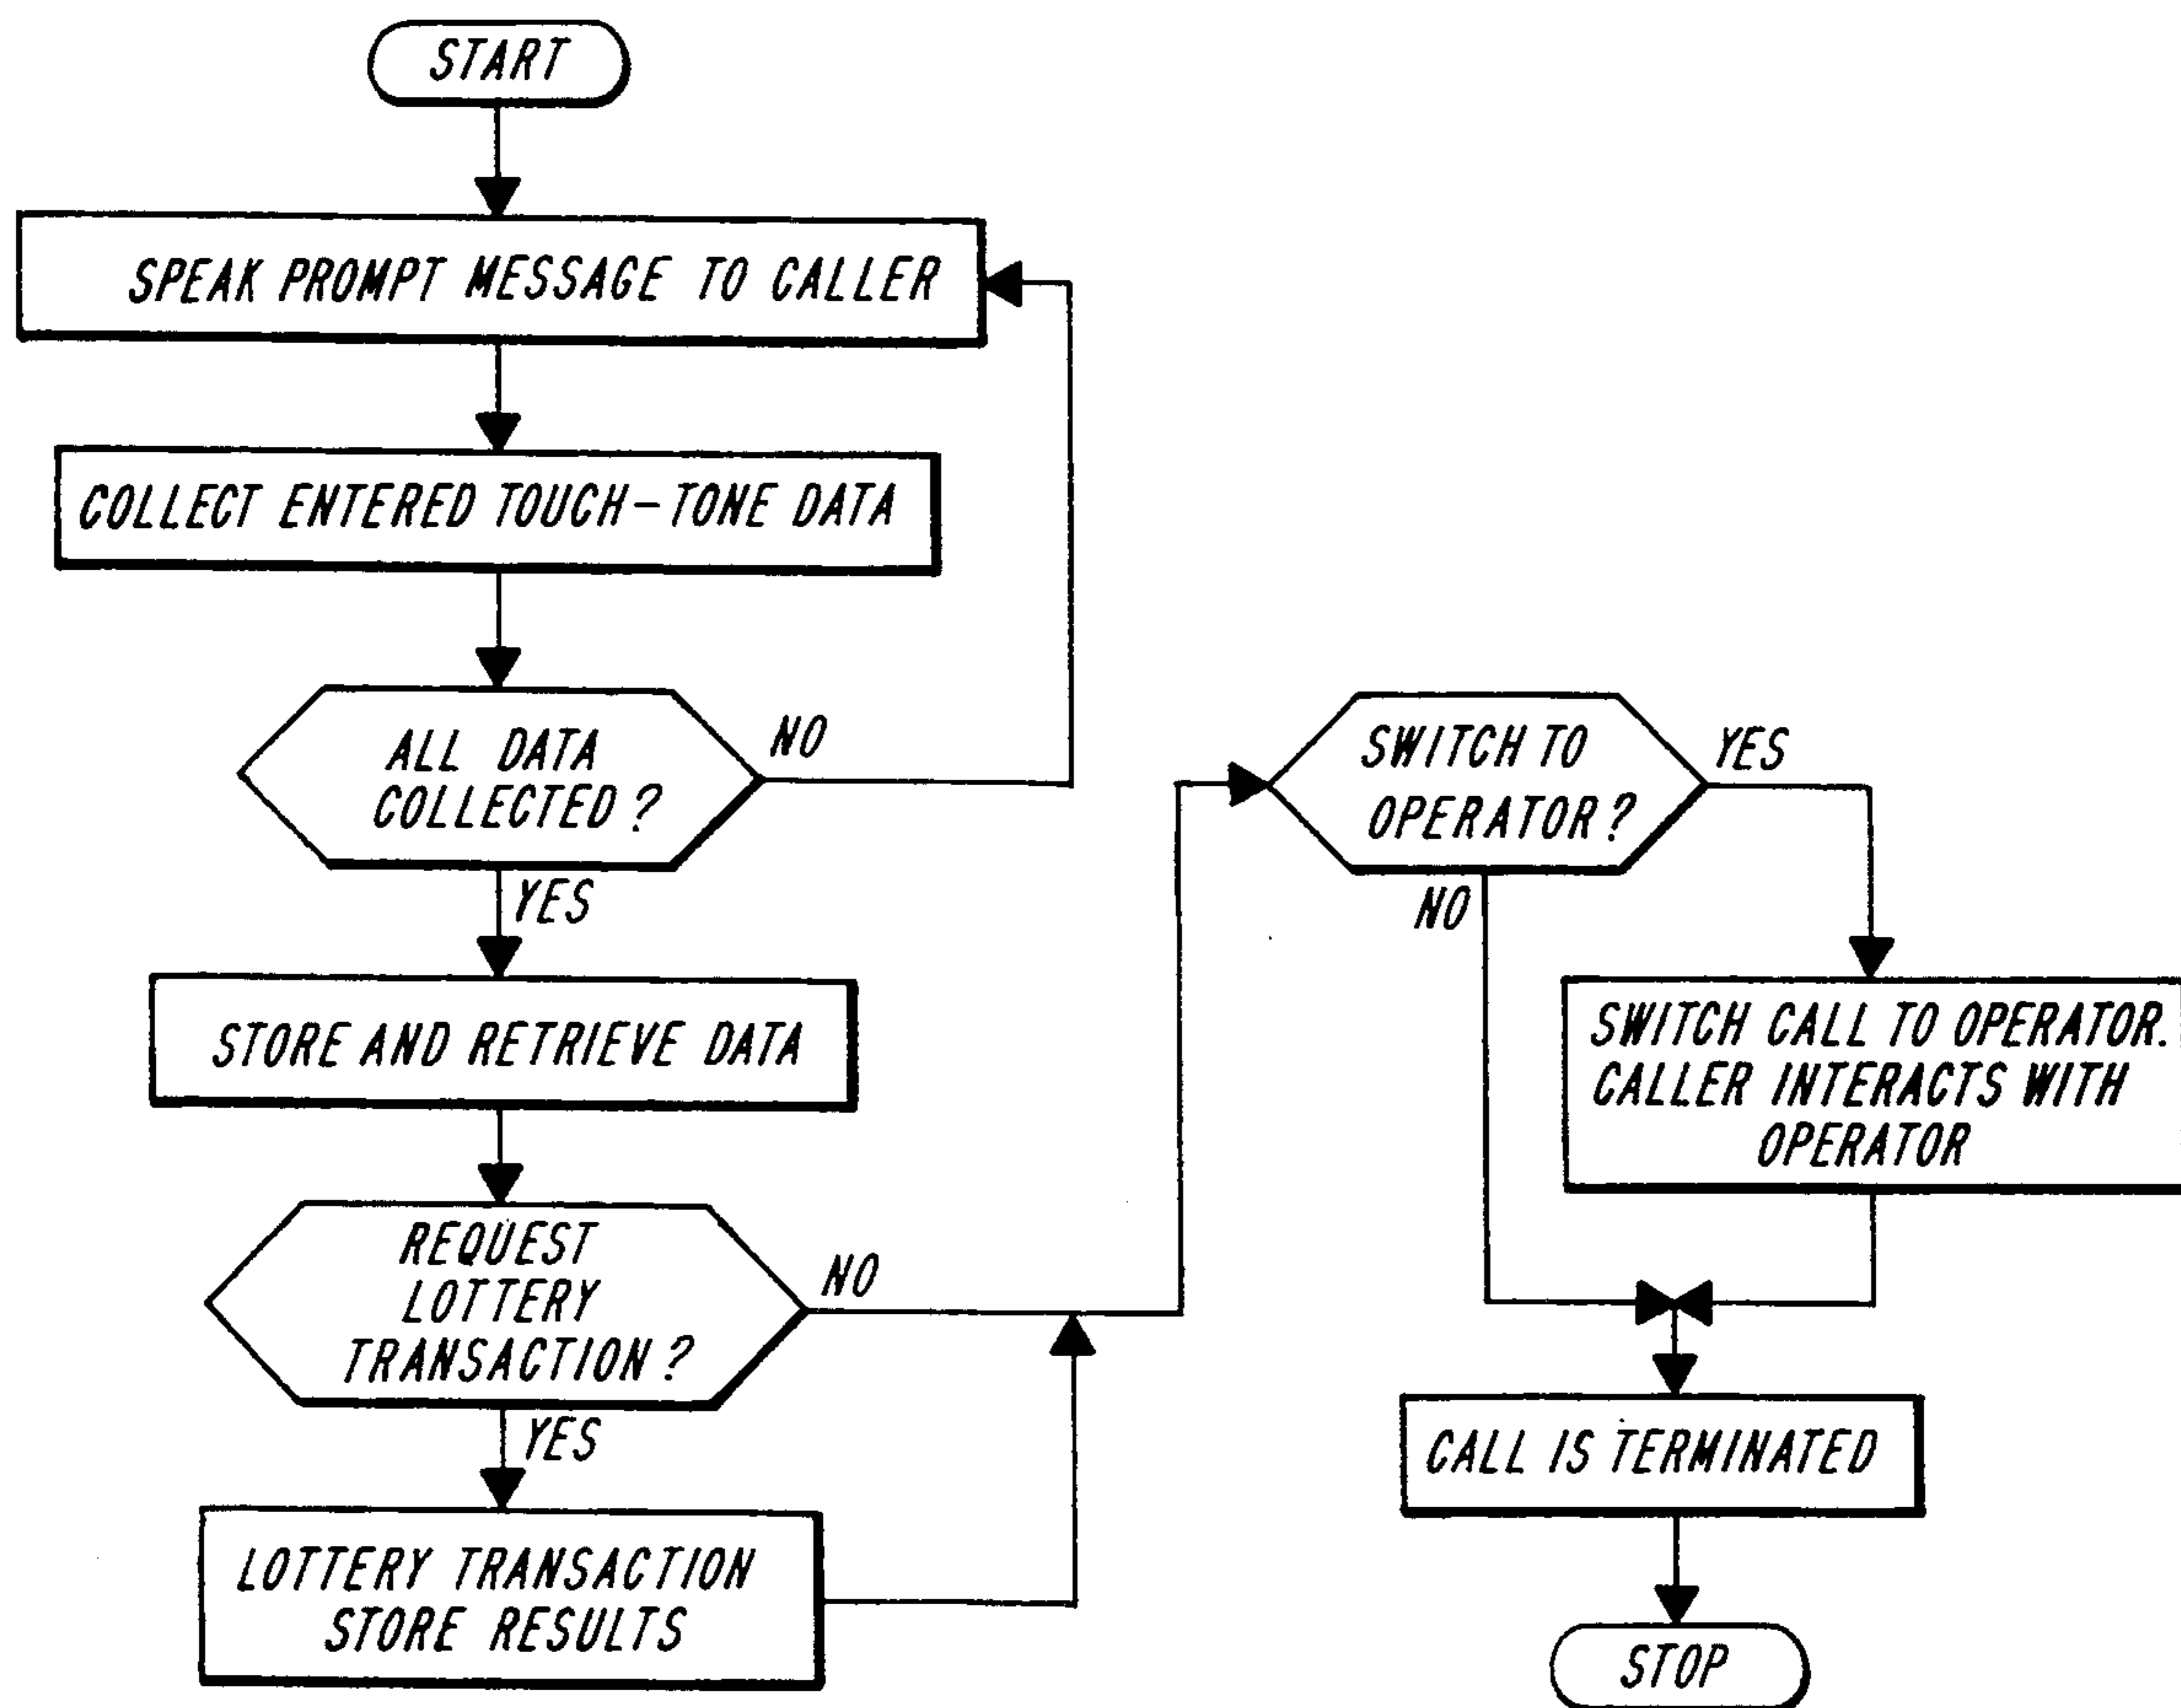 START
SPEAK PROMPT MESSAGE TO CALLER
COLLECT ENTERED TOUCH-TONE DATA
ALL DATA
COLLECTED?
NO
YES
STORE AND RETRIEVE DATA
REQUEST
LOTTERY
TRANSACTION?
NO
YES
LOTTERY TRANSACTION
STORE RESULTS
SWITCH TO
OPERATOR?
YES
NO
SWITCH CALL TO OPERATOR.
CALLER INTERACTS WITH
OPERATOR
CALL IS TERMINATED
STOP